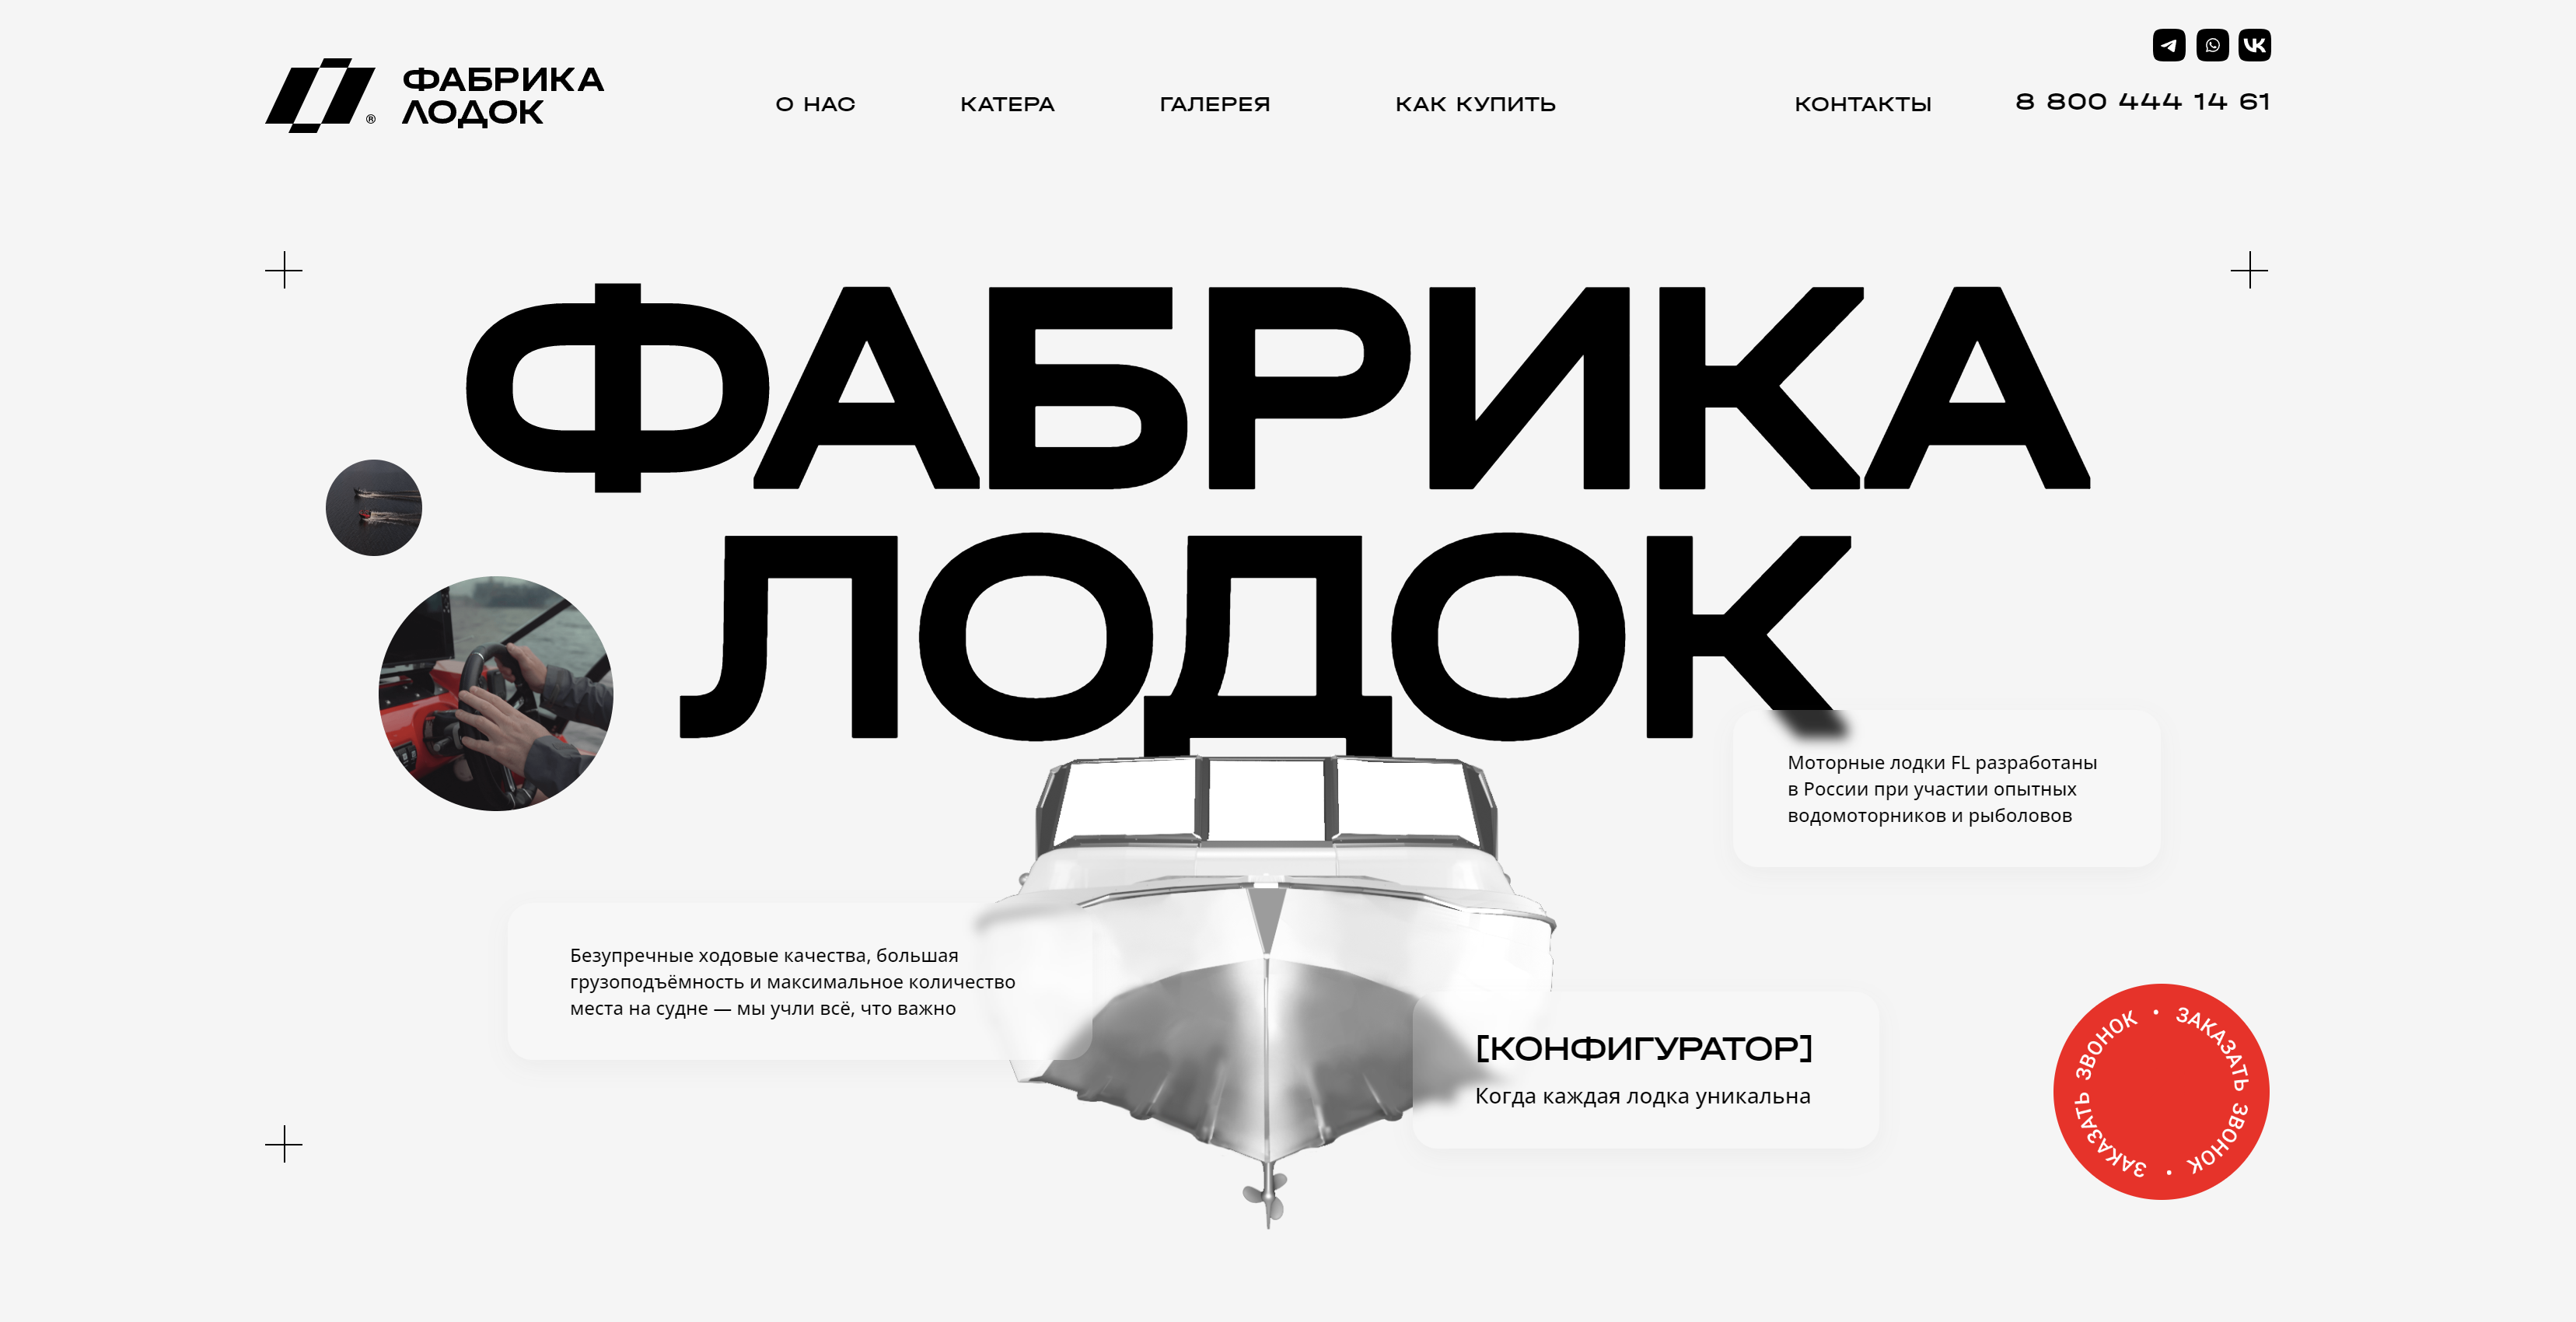 ФАБРИКА
ЛОДОК
®
О НАС
КАТЕРА
ГАЛЕРЕЯ
КАК КУПИТЬ
КОНТАКТЫ
8 800 444 14 61
ФАБРИКА
ЛОДОК
Моторные лодки FL разработаны
в России при участии опытных
водомоторников и рыболовов
Безупречные ходовые качества, большая
грузоподъёмность и максимальное количество
места на судне — мы учли всё, что важно
[КОНФИГУРАТОР]
Когда каждая лодка уникальна
ЗАКАЗАТЬ ЗВОНОК • ЗАКАЗАТЬ ЗВОНОК •